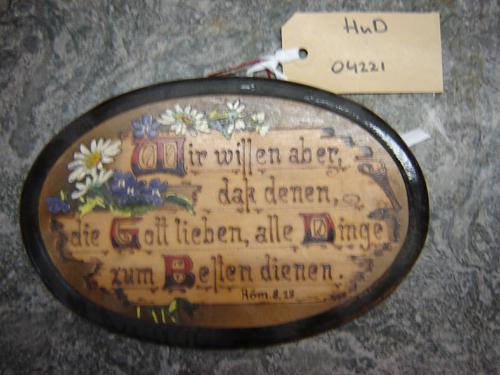 HuD
04221
Wir wissen aber,
daß denen,
die Gott lieben, alle Dinge
zum Besten dienen.
Röm. 8, 28